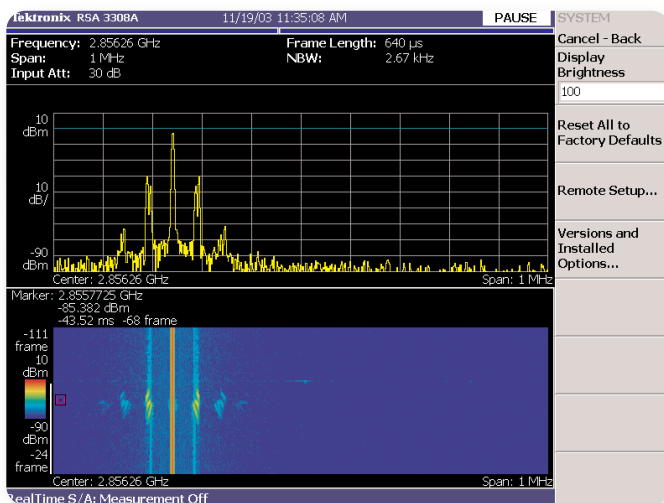 Tektronix RSA 3308A 11/19/03 11:35:08 AM PAUSE SYSTEM
Frequency: 2.85626 GHz Frame Length: 640 µs
Span: 1 MHz NBW: 2.67 kHz
Input Att: 30 dB
Cancel - Back
Display
Brightness
100
Reset All to
Factory Defaults
Remote Setup...
Versions and
Installed
Options...
10
dBm
10
dB/
-90
dBm
Center: 2.85626 GHz Span: 1 MHz
Marker: 2.8557725 GHz
-85.382 dBm
-43.52 ms -68 frame
-111
frame
10
dBm
-90
dBm
-24
frame
Center: 2.85626 GHz Span: 1 MHz
RealTime S/A: Measurement Off